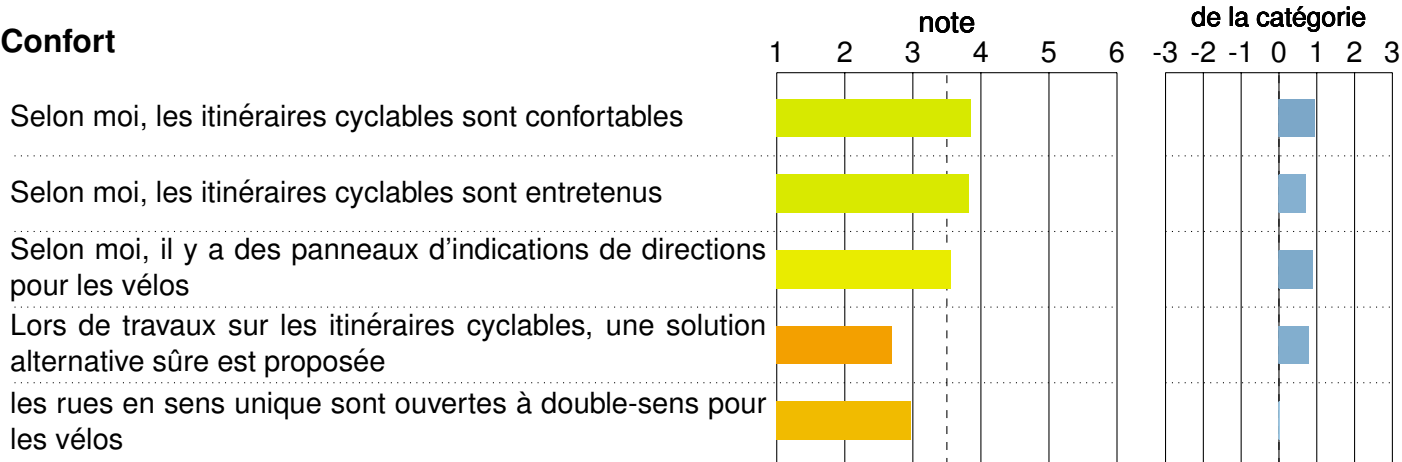 note
de la catégorie
Confort
1 2 3 4 5 6
-3 -2 -1 0 1 2 3
Selon moi, les itinéraires cyclables sont confortables
Selon moi, les itinéraires cyclables sont entretenus
Selon moi, il y a des panneaux d'indications de directions
pour les vélos
Lors de travaux sur les itinéraires cyclables, une solution
alternative sûre est proposée
les rues en sens unique sont ouvertes à double-sens pour
les vélos